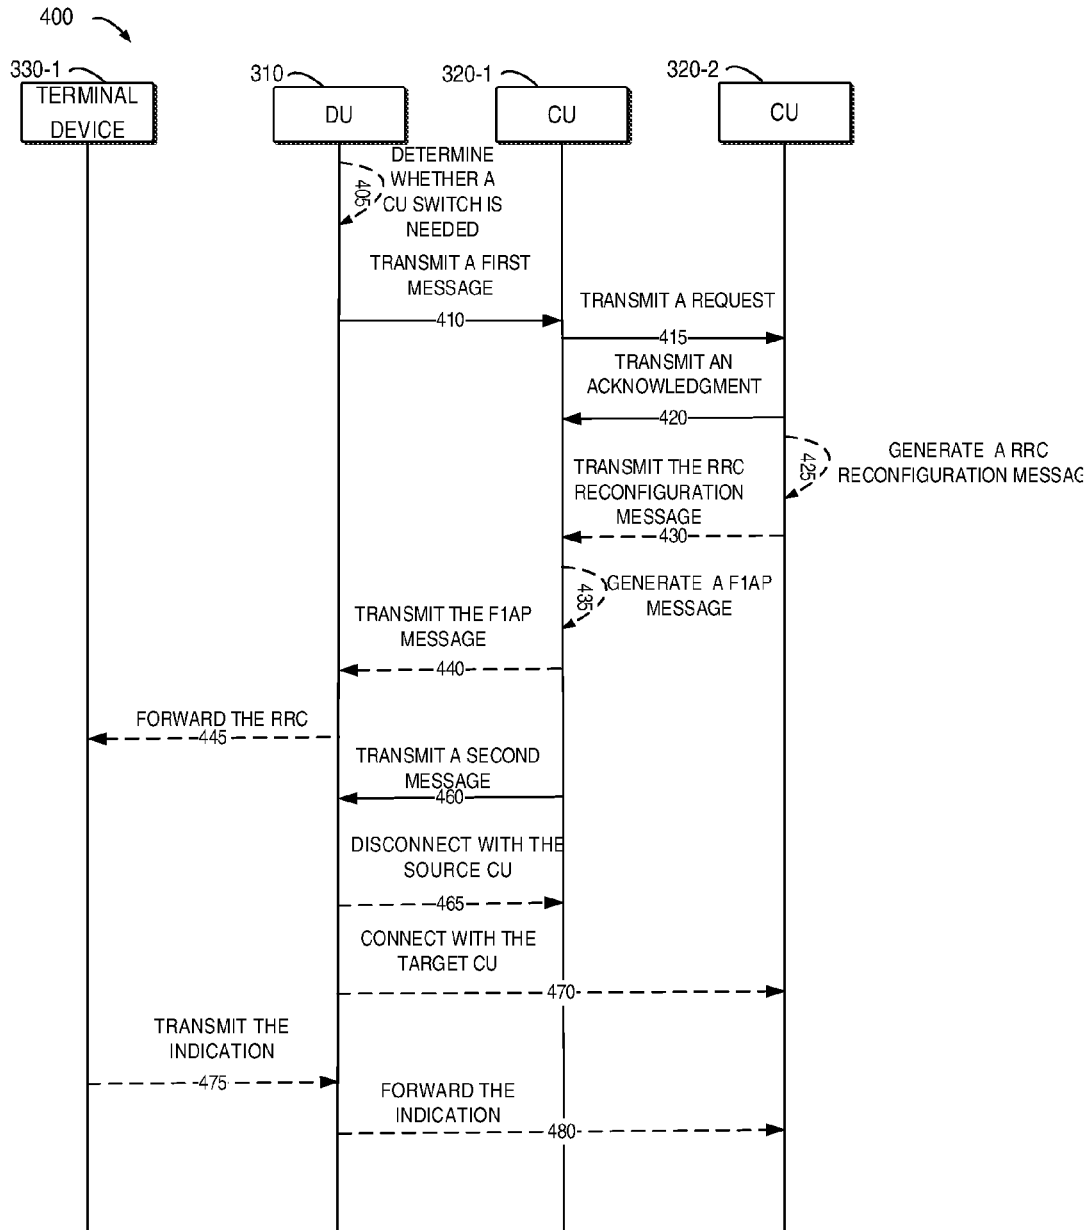 400
330-1
310
320-1
320-2
TERMINAL
DEVICE
DU
CU
CU
DETERMINE
WHETHER A
CU SWITCH IS
NEEDED
405
TRANSMIT A FIRST
MESSAGE
410
TRANSMIT A REQUEST
415
TRANSMIT AN
ACKNOWLEDGMENT
420
GENERATE A RRC
RECONFIGURATION MESSAG
425
TRANSMIT THE RRC
RECONFIGURATION
MESSAGE
430
GENERATE A F1AP
MESSAGE
435
TRANSMIT THE F1AP
MESSAGE
440
FORWARD THE RRC
445
TRANSMIT A SECOND
MESSAGE
460
DISCONNECT WITH THE
SOURCE CU
465
CONNECT WITH THE
TARGET CU
470
TRANSMIT THE
INDICATION
475
FORWARD THE
INDICATION
480